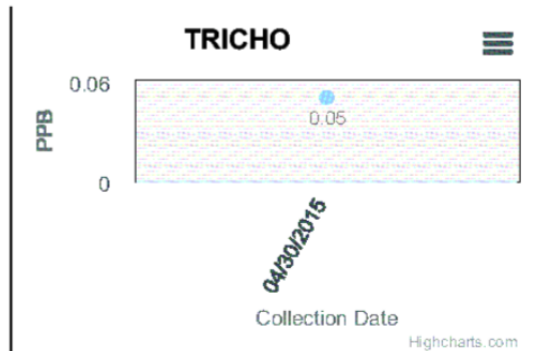 TRICHO
0.06
PPB
0.05
0
04/30/2015
Collection Date
Highcharts.com